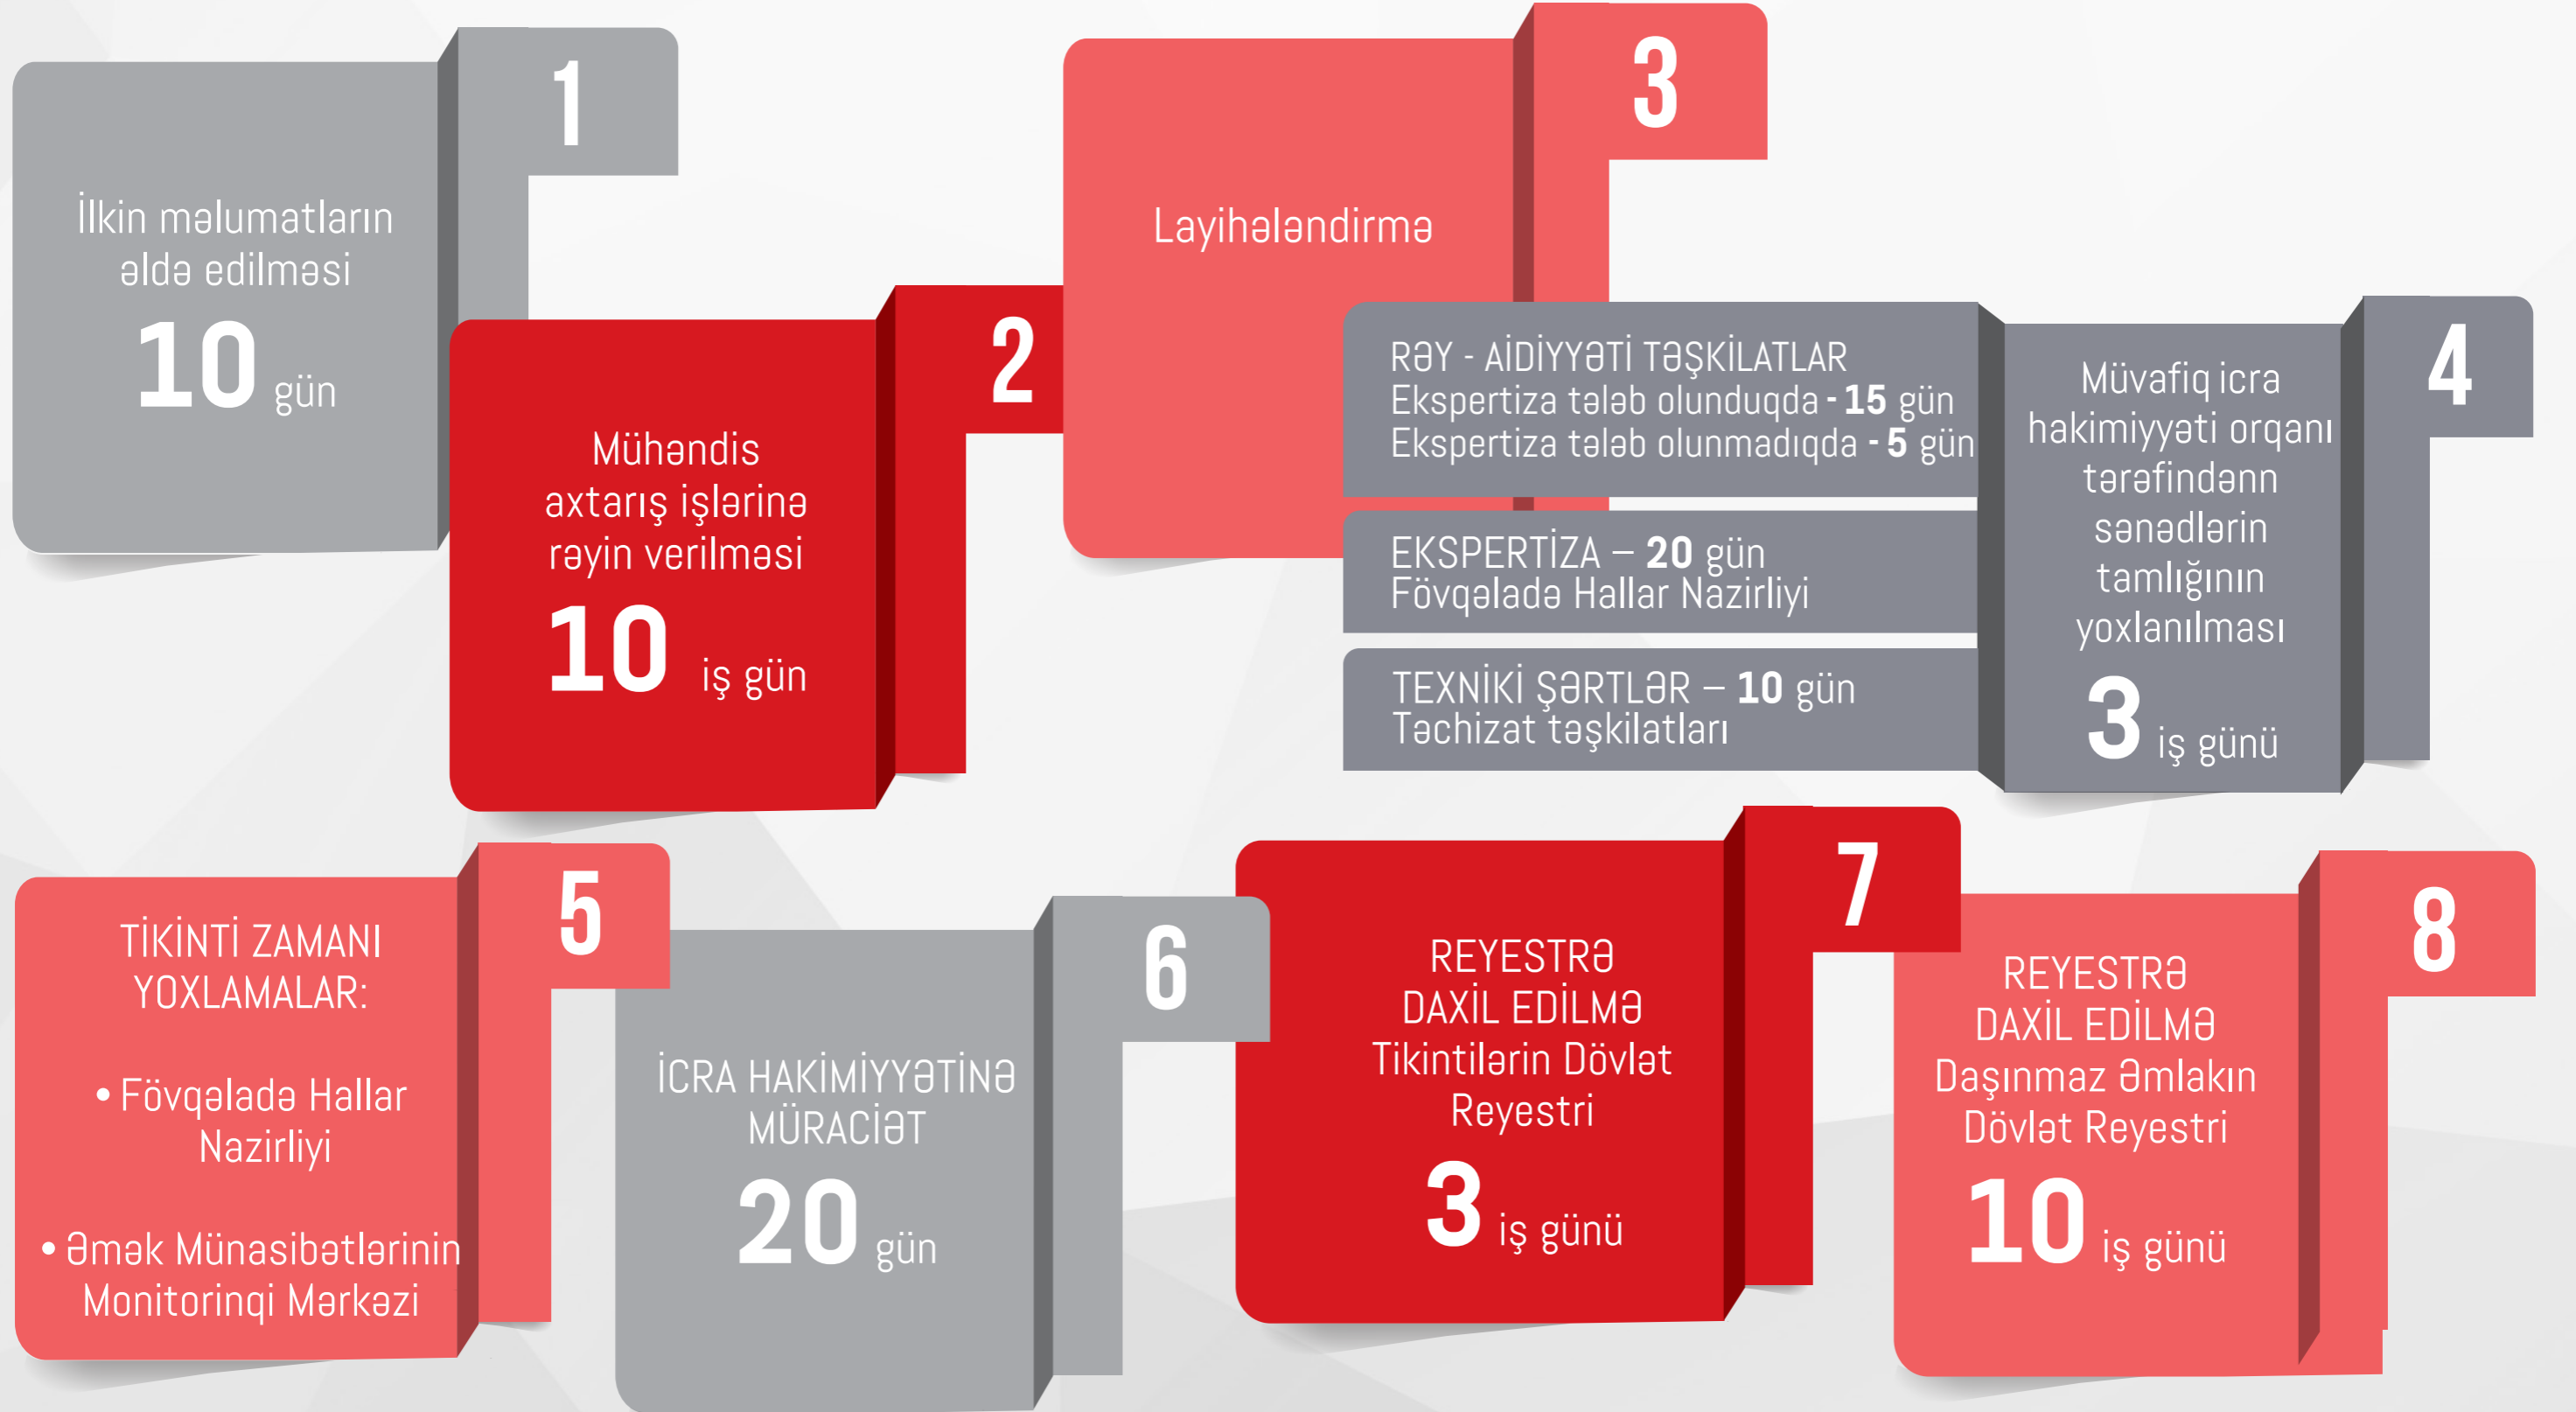 1
İlkin məlumatların
əldə edilməsi
10 gün
2
Mühəndis
axtarış işlərinə
rəyin verilməsi
10 iş gün
3
Layihələndirmə
RƏY - AİDİYYƏTİ TƏŞKİLATLAR
Ekspertiza tələb olunduqda - 15 gün
Ekspertiza tələb olunmadıqda - 5 gün
EKSPERTİZA – 20 gün
Fövqəladə Hallar Nazirliyi
TEXNİKİ ŞƏRTLƏR – 10 gün
Təchizat təşkilatları
4
Müvafiq icra
hakimiyyəti orqanı
tərəfindənn
sənədlərin
tamlığının
yoxlanılması
3 iş günü
5
TİKİNTİ ZAMANI
YOXLAMALAR:
• Fövqəladə Hallar
Nazirliyi
• Əmək Münasibətlərinin
Monitorinqi Mərkəzi
6
İCRA HAKİMİYYƏTİNƏ
MÜRACİƏT
20 gün
7
REYESTRƏ
DAXİL EDİLMƏ
Tikintilərin Dövlət
Reyestri
3 iş günü
8
REYESTRƏ
DAXİL EDİLMƏ
Daşınmaz Əmlakın
Dövlət Reyestri
10 iş günü